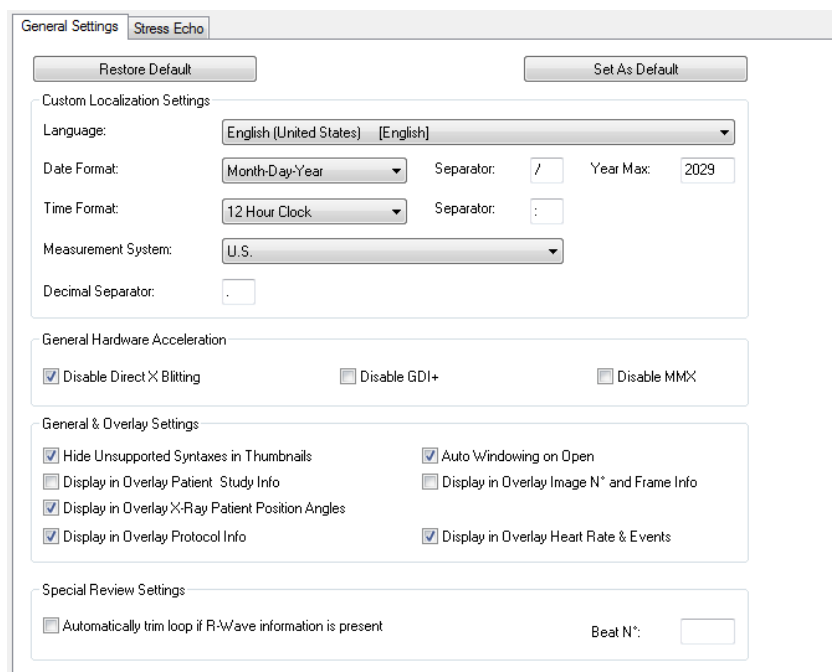 General Settings Stress Echo
Restore Default Set As Default
Custom Localization Settings
Language: English (United States) [English]
Date Format: Month-Day-Year Separator: / Year Max: 2029
Time Format: 12 Hour Clock Separator: :
Measurement System: U.S.
Decimal Separator: .
General Hardware Acceleration
Disable Direct X Blitting Disable GDI+ Disable MMX
General & Overlay Settings
Hide Unsupported Syntaxes in Thumbnails Auto Windowing on Open
Display in Overlay Patient Study Info Display in Overlay Image N° and Frame Info
Display in Overlay X-Ray Patient Position Angles
Display in Overlay Protocol Info Display in Overlay Heart Rate & Events
Special Review Settings
Automatically trim loop if R-Wave information is present Beat N°: